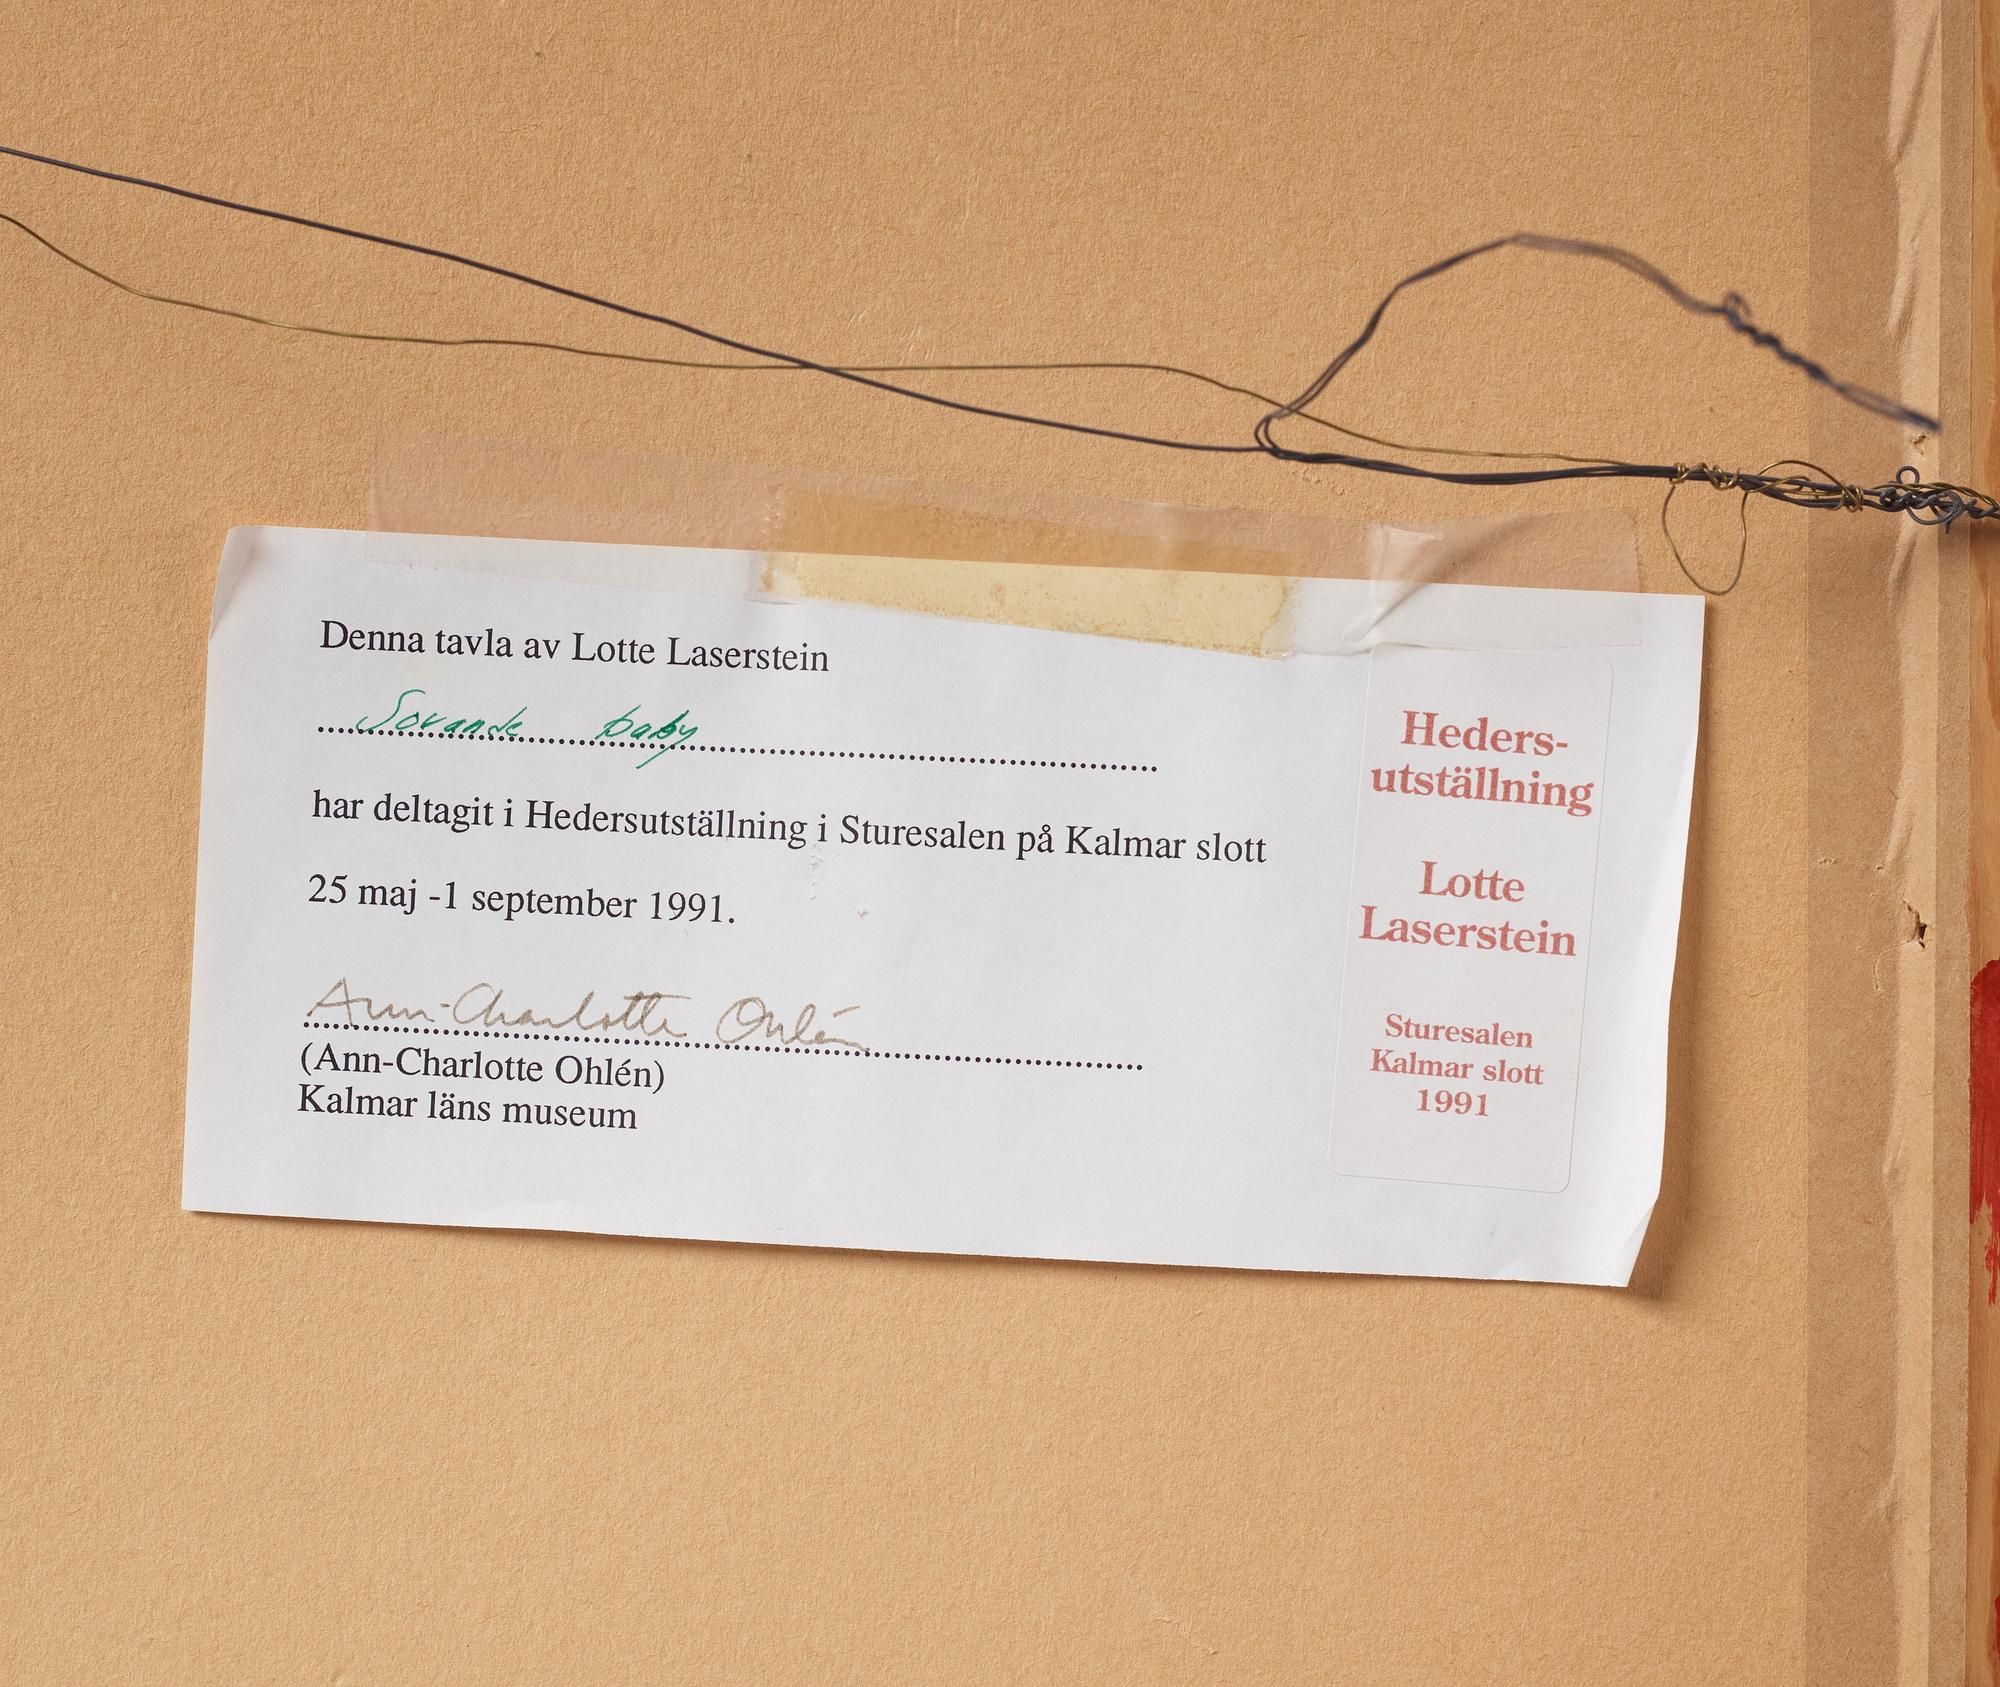 Denna tavla av Lotte Laserstein
Sovande baby
har deltagit i Hedersutställning i Sturesalen på Kalmar slott
25 maj -1 september 1991.
Ann-Charlotte Ohlén
(Ann-Charlotte Ohlén)
Kalmar läns museum
Heders-
utställning
Lotte
Laserstein
Sturesalen
Kalmar slott
1991